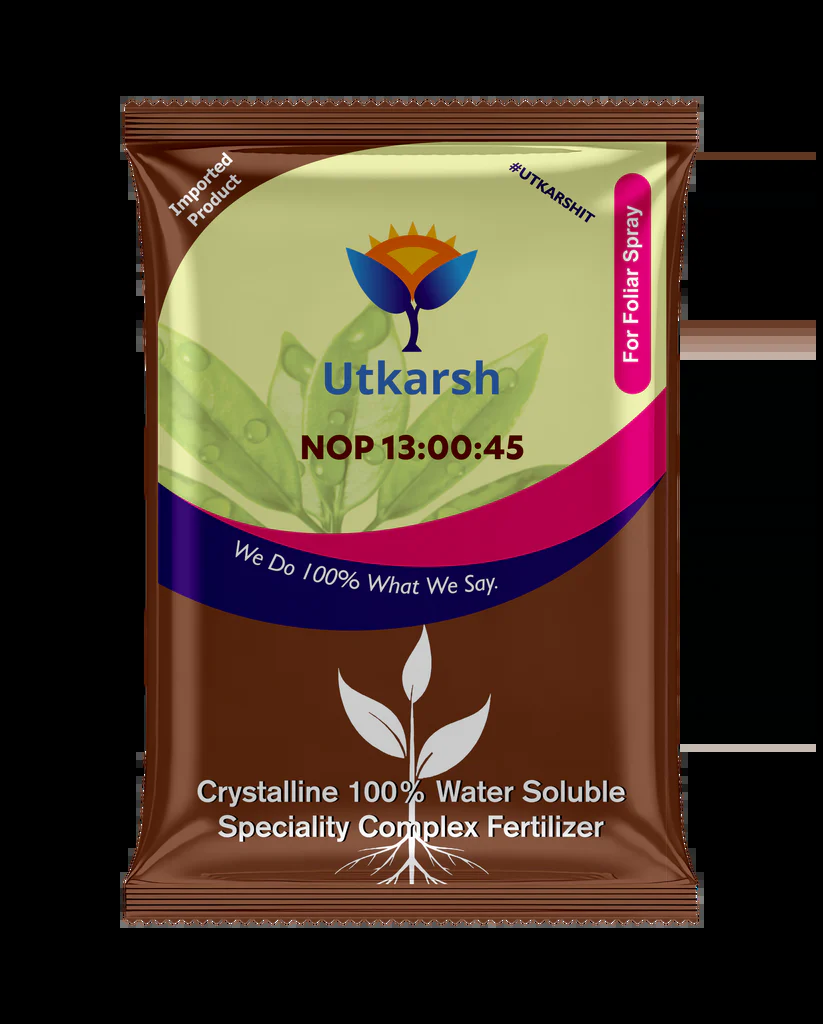 Imported
Product
#UTKARSHIT
For Foliar Spray
Utkarsh
NOP 13:00:45
We Do 100% What We Say.
Crystalline 100% Water Soluble
Speciality Complex Fertilizer